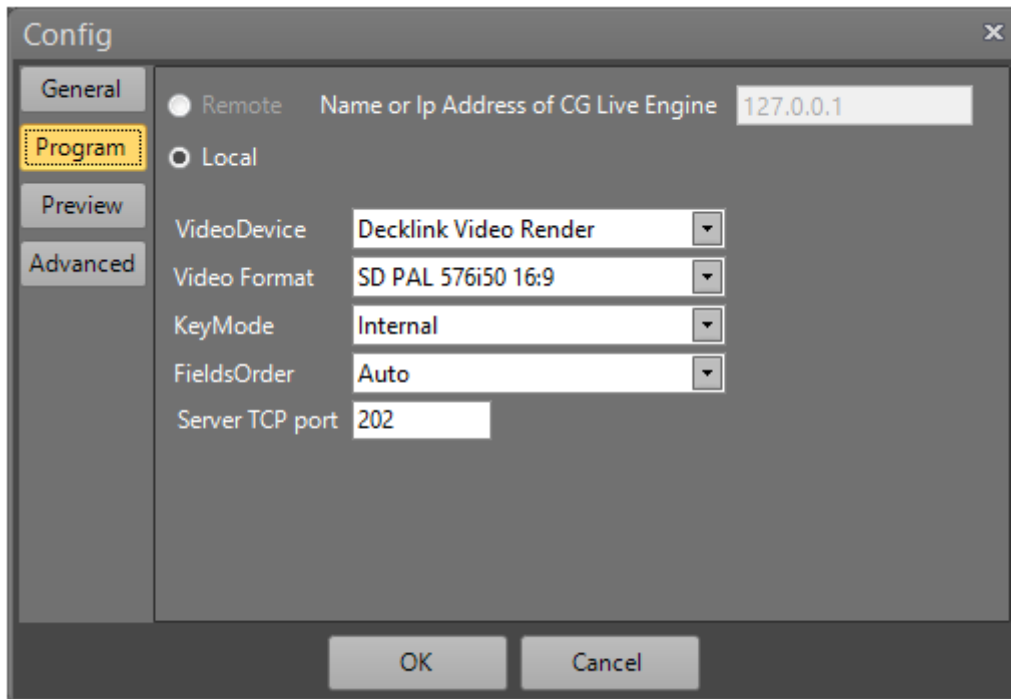 Config
General
Program
Preview
Advanced
Remote Name or Ip Address of CG Live Engine 127.0.0.1
Local
VideoDevice Decklink Video Render
Video Format SD PAL 576i50 16:9
KeyMode Internal
FieldsOrder Auto
Server TCP port 202
OK Cancel